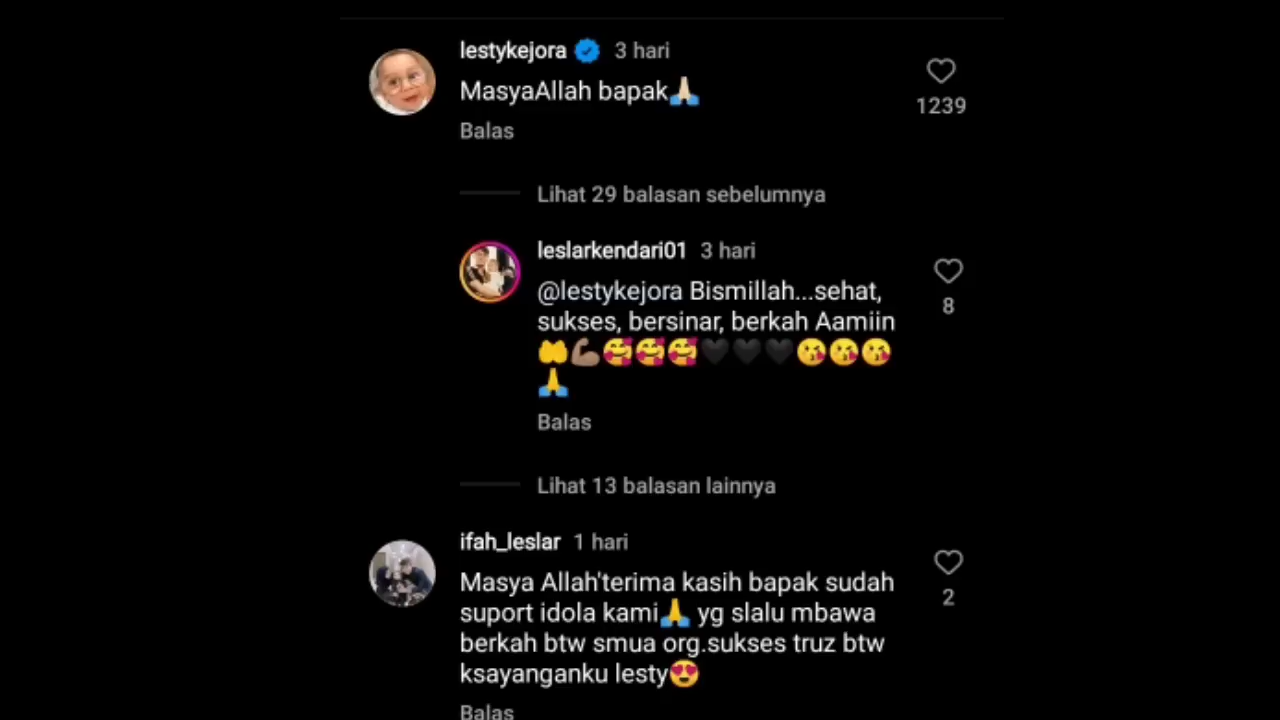 lestykejora 3 hari
MasyaAllah bapak🙏🏻
1239
Balas
Lihat 29 balasan sebelumnya
leslarkendari01 3 hari
@lestykejora Bismillah...sehat,
sukses, bersinar, berkah Aamiin
🤲💪🏽🥰🥰🥰🖤🖤🖤😘😘😘
🙏
8
Balas
Lihat 13 balasan lainnya
ifah_leslar 1 hari
Masya Allah'terima kasih bapak sudah
suport idola kami🙏 yg slalu mbawa
berkah btw smua org.sukses truz btw
ksayanganku lesty😍
2
Balas